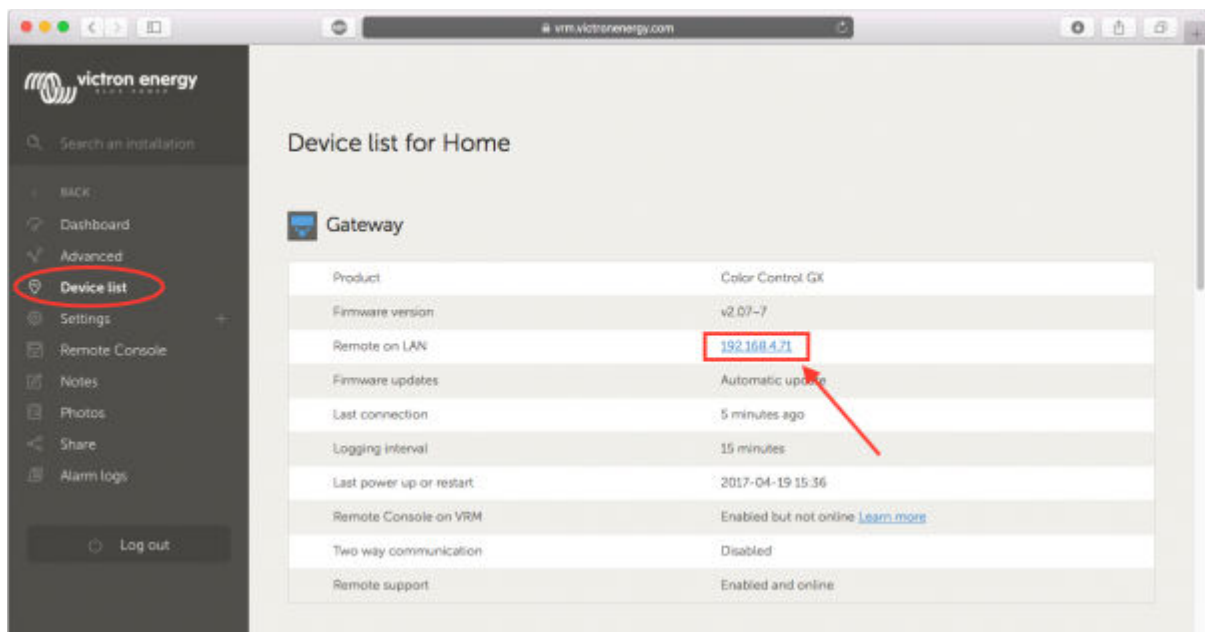 vrm.victronenergy.com
victron energy
BLUE POWER
Search an installation
BACK
Dashboard
Advanced
Device list
Settings
Remote Console
Notes
Photos
Share
Alarm logs
Log out
Device list for Home
Gateway
Product Color Control GX
Firmware version v2.07~7
Remote on LAN 192.168.4.71
Firmware updates Automatic update
Last connection 5 minutes ago
Logging interval 15 minutes
Last power up or restart 2017-04-19 15:36
Remote Console on VRM Enabled but not online Learn more
Two way communication Disabled
Remote support Enabled and online